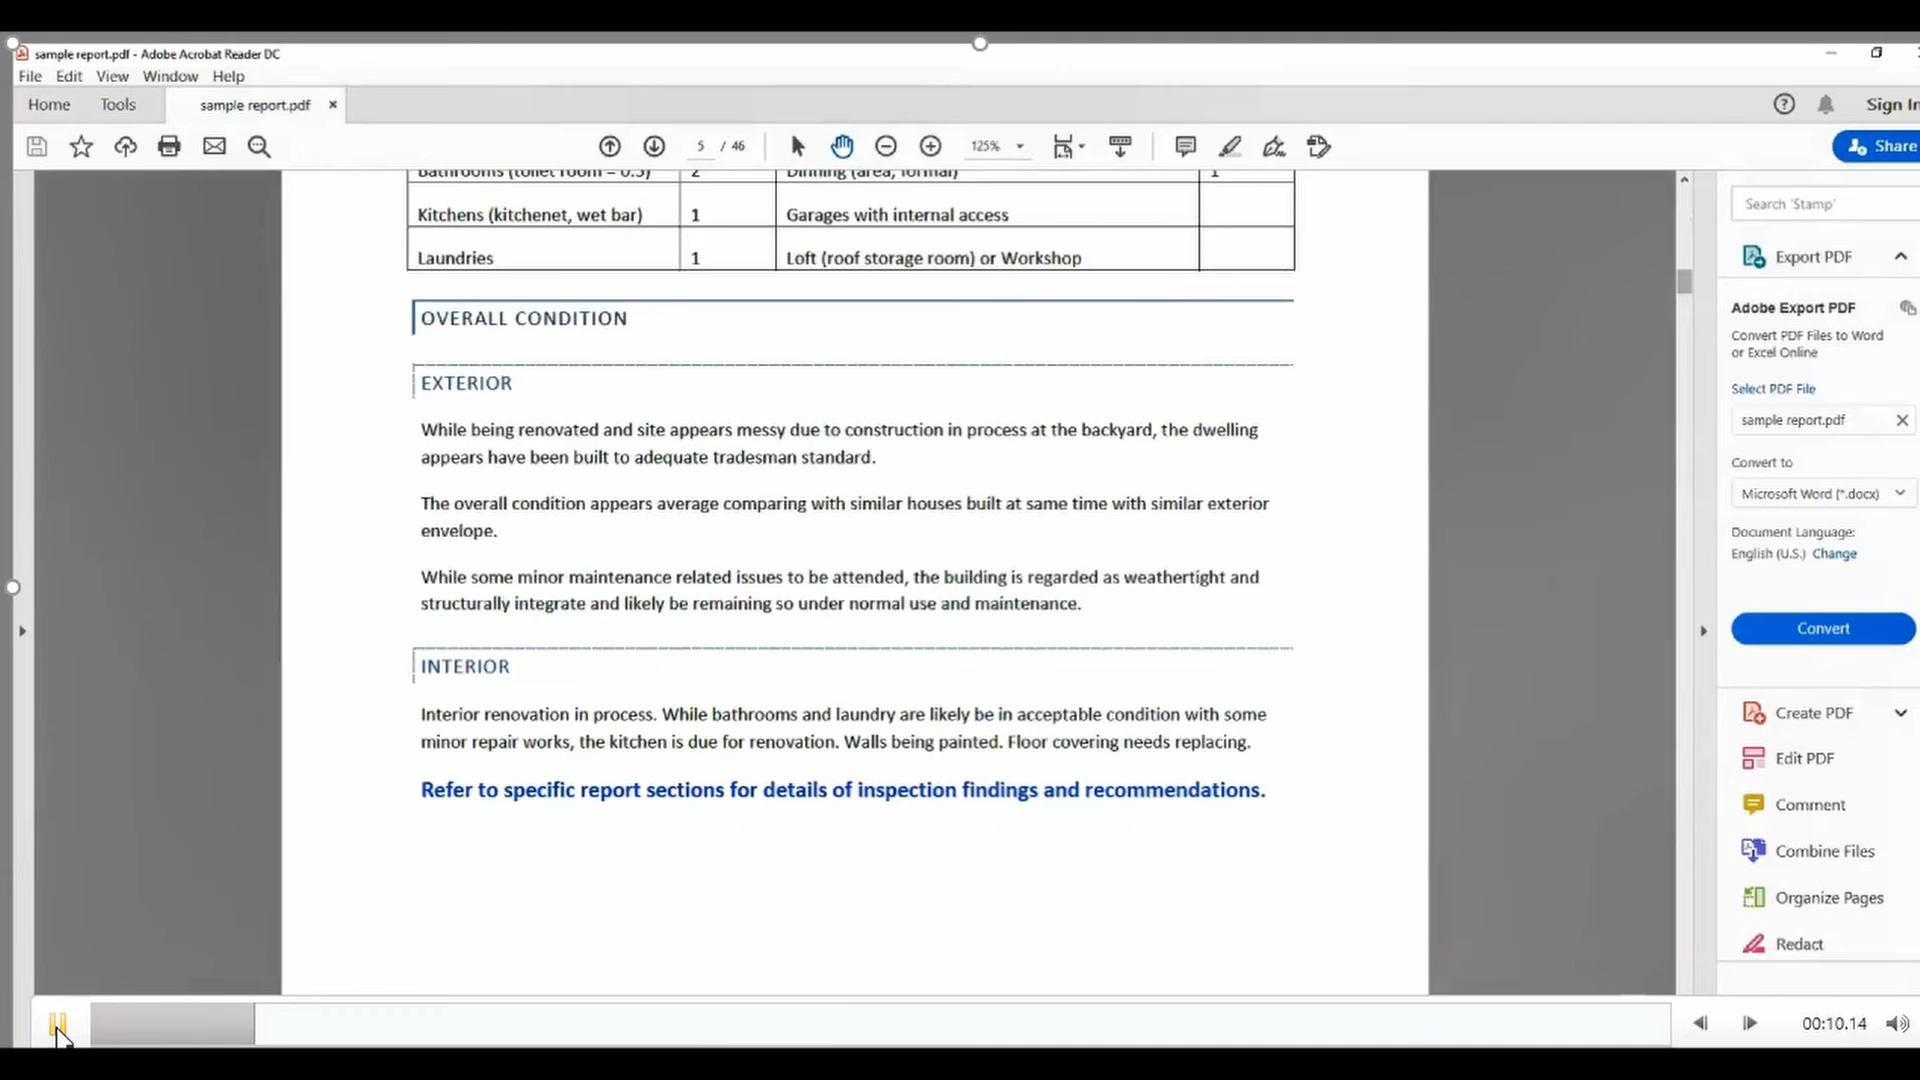 sample report.pdf - Adobe Acrobat Reader DC
File Edit View Window Help
Home Tools sample report.pdf × Sign In
5 / 46 125% Share
Bathrooms (toilet room = 0.5) 2 Dinning (area, formal) 1
Kitchens (kitchenet, wet bar) 1 Garages with internal access
Laundries 1 Loft (roof storage room) or Workshop
OVERALL CONDITION
EXTERIOR
While being renovated and site appears messy due to construction in process at the backyard, the dwelling
appears have been built to adequate tradesman standard.
The overall condition appears average comparing with similar houses built at same time with similar exterior
envelope.
While some minor maintenance related issues to be attended, the building is regarded as weathertight and
structurally integrate and likely be remaining so under normal use and maintenance.
INTERIOR
Interior renovation in process. While bathrooms and laundry are likely be in acceptable condition with some
minor repair works, the kitchen is due for renovation. Walls being painted. Floor covering needs replacing.
Refer to specific report sections for details of inspection findings and recommendations.
Search 'Stamp'
Export PDF
Adobe Export PDF
Convert PDF Files to Word
or Excel Online
Select PDF File
sample report.pdf
Convert to
Microsoft Word (*.docx)
Document Language:
English (U.S.) Change
Convert
Create PDF
Edit PDF
Comment
Combine Files
Organize Pages
Redact
00:10.14